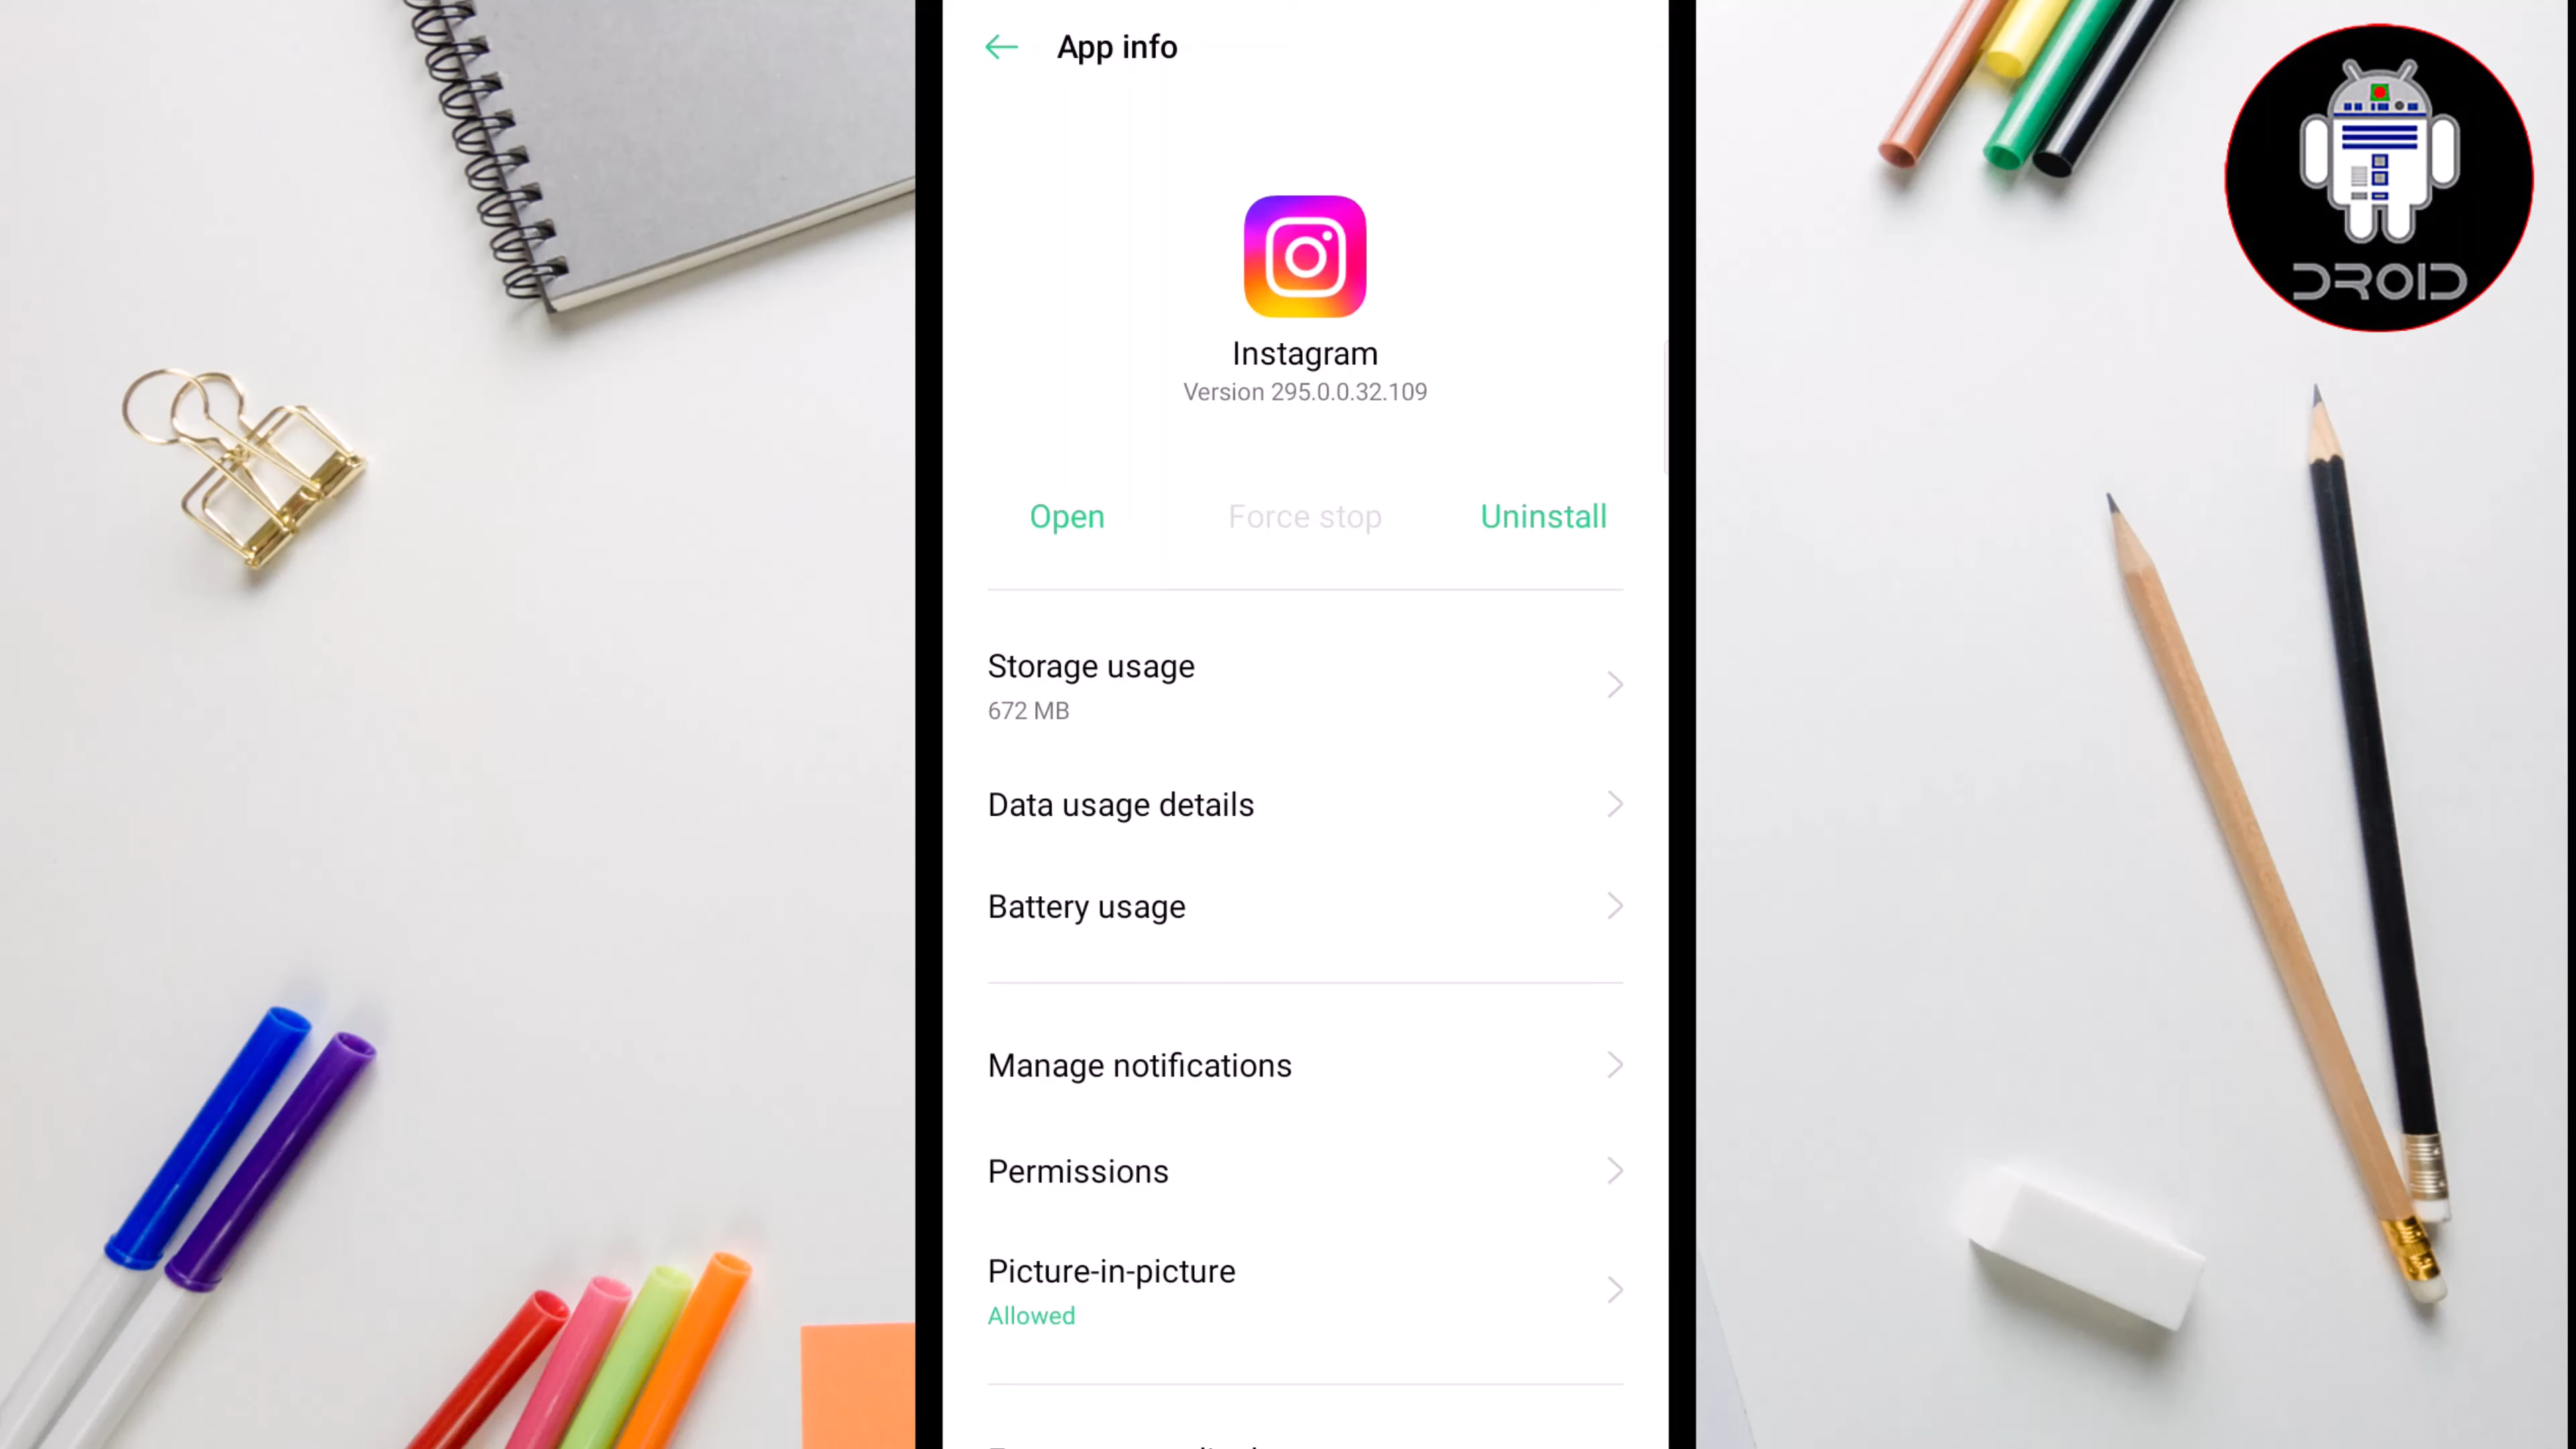 App info
DROID
Instagram
Version 295.0.0.32.109
Open
Force stop
Uninstall
Storage usage
672 MB
Data usage details
Battery usage
Manage notifications
Permissions
Picture-in-picture
Allowed